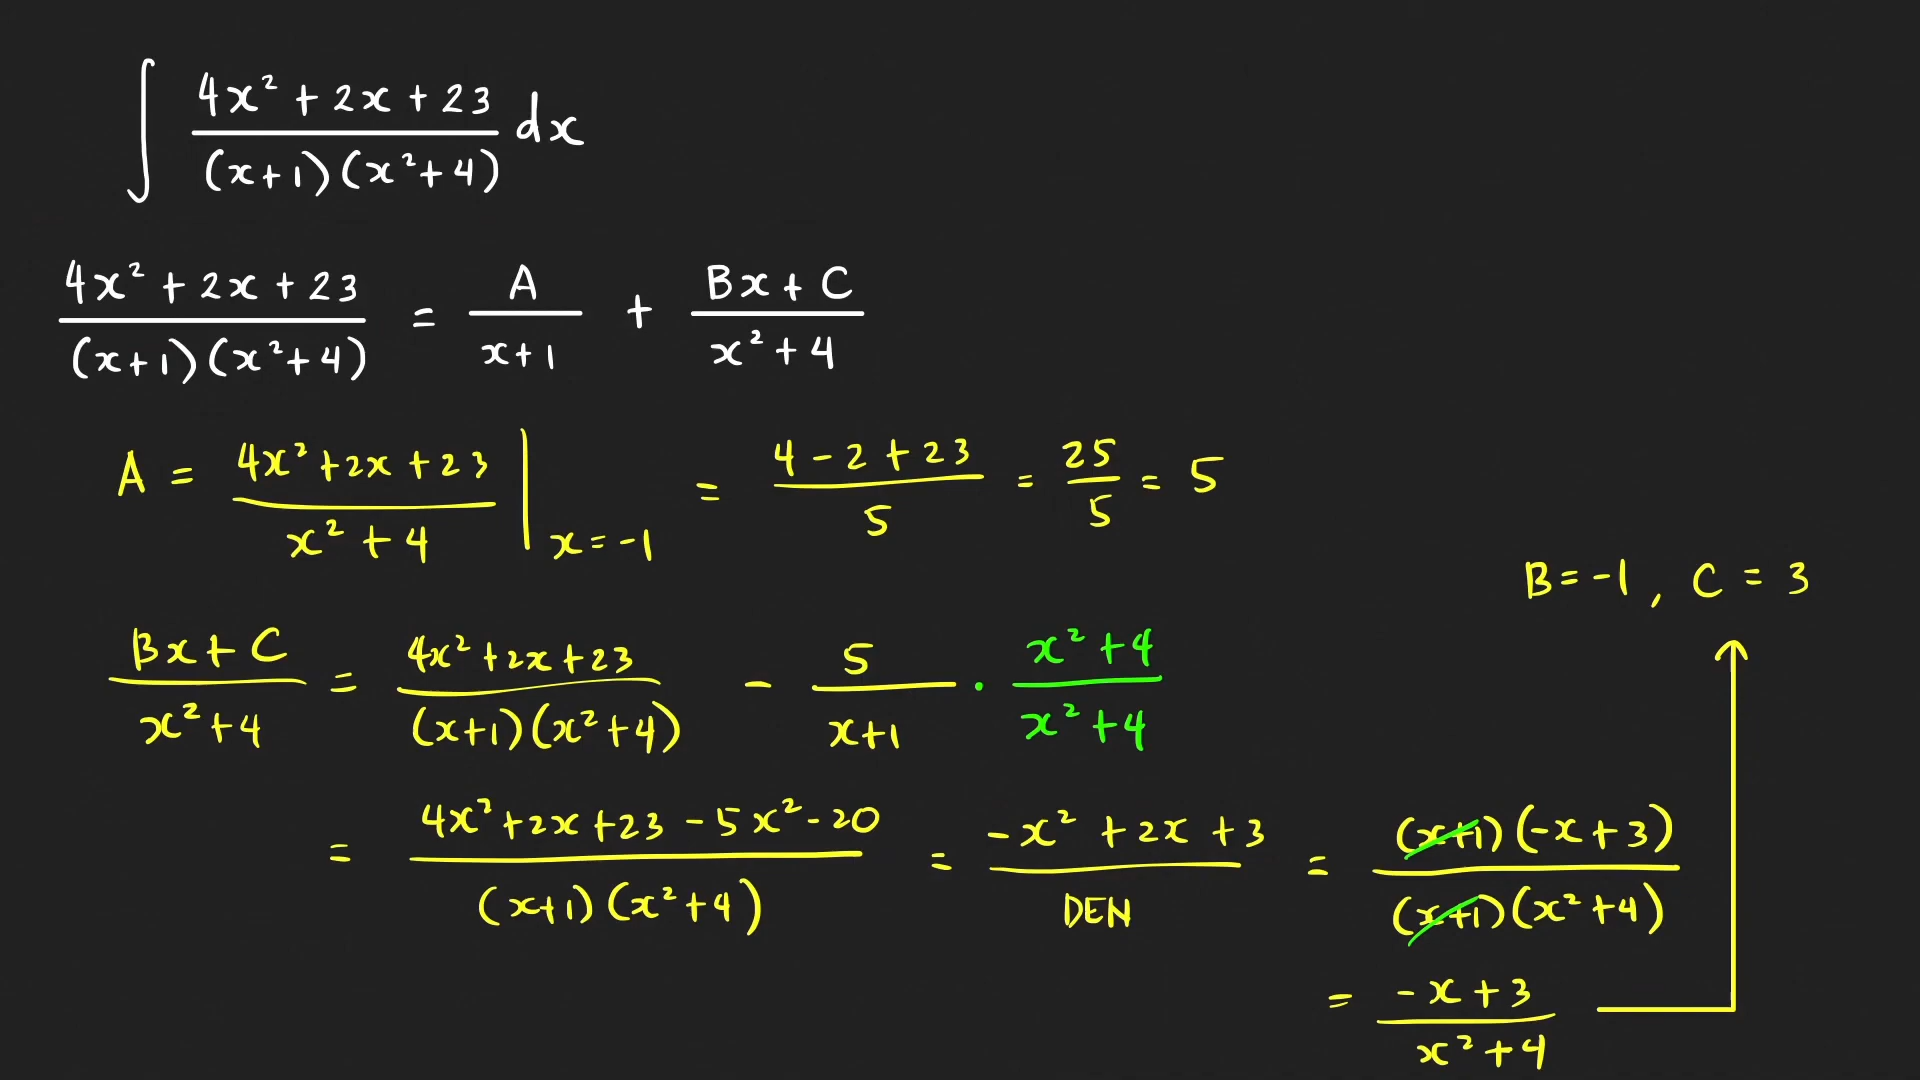 ∫ (4x² + 2x + 23)/((x+1)(x²+4)) dx
(4x² + 2x + 23)/((x+1)(x²+4)) = A/(x+1) + (Bx + C)/(x²+4)
A = (4x²+2x+23)/(x²+4) |x=-1 = (4-2+23)/5 = 25/5 = 5
B=-1, C=3
(Bx+C)/(x²+4) = (4x²+2x+23)/((x+1)(x²+4)) - 5/(x+1) · (x²+4)/(x²+4)
= (4x²+2x+23-5x²-20)/((x+1)(x²+4)) = (-x²+2x+3)/DEN = ((x+1)(-x+3))/((x+1)(x²+4))
= (-x+3)/(x²+4)